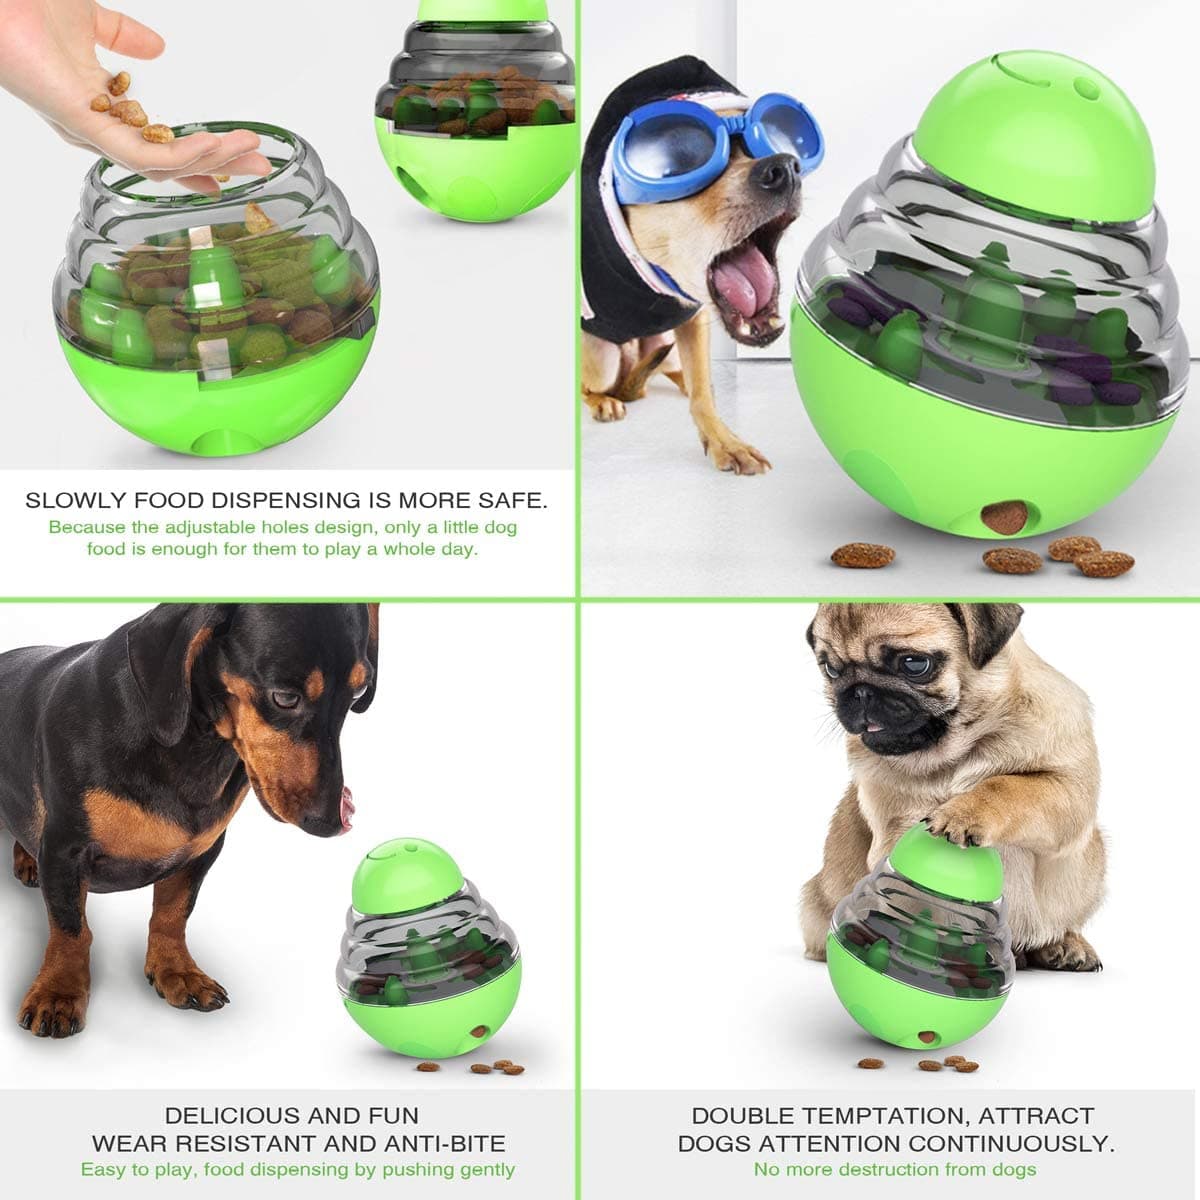 SLOWLY FOOD DISPENSING IS MORE SAFE.
Because the adjustable holes design, only a little dog
food is enough for them to play a whole day.
DELICIOUS AND FUN
WEAR RESISTANT AND ANTI-BITE
Easy to play, food dispensing by pushing gently
DOUBLE TEMPTATION, ATTRACT
DOGS ATTENTION CONTINUOUSLY.
No more destruction from dogs